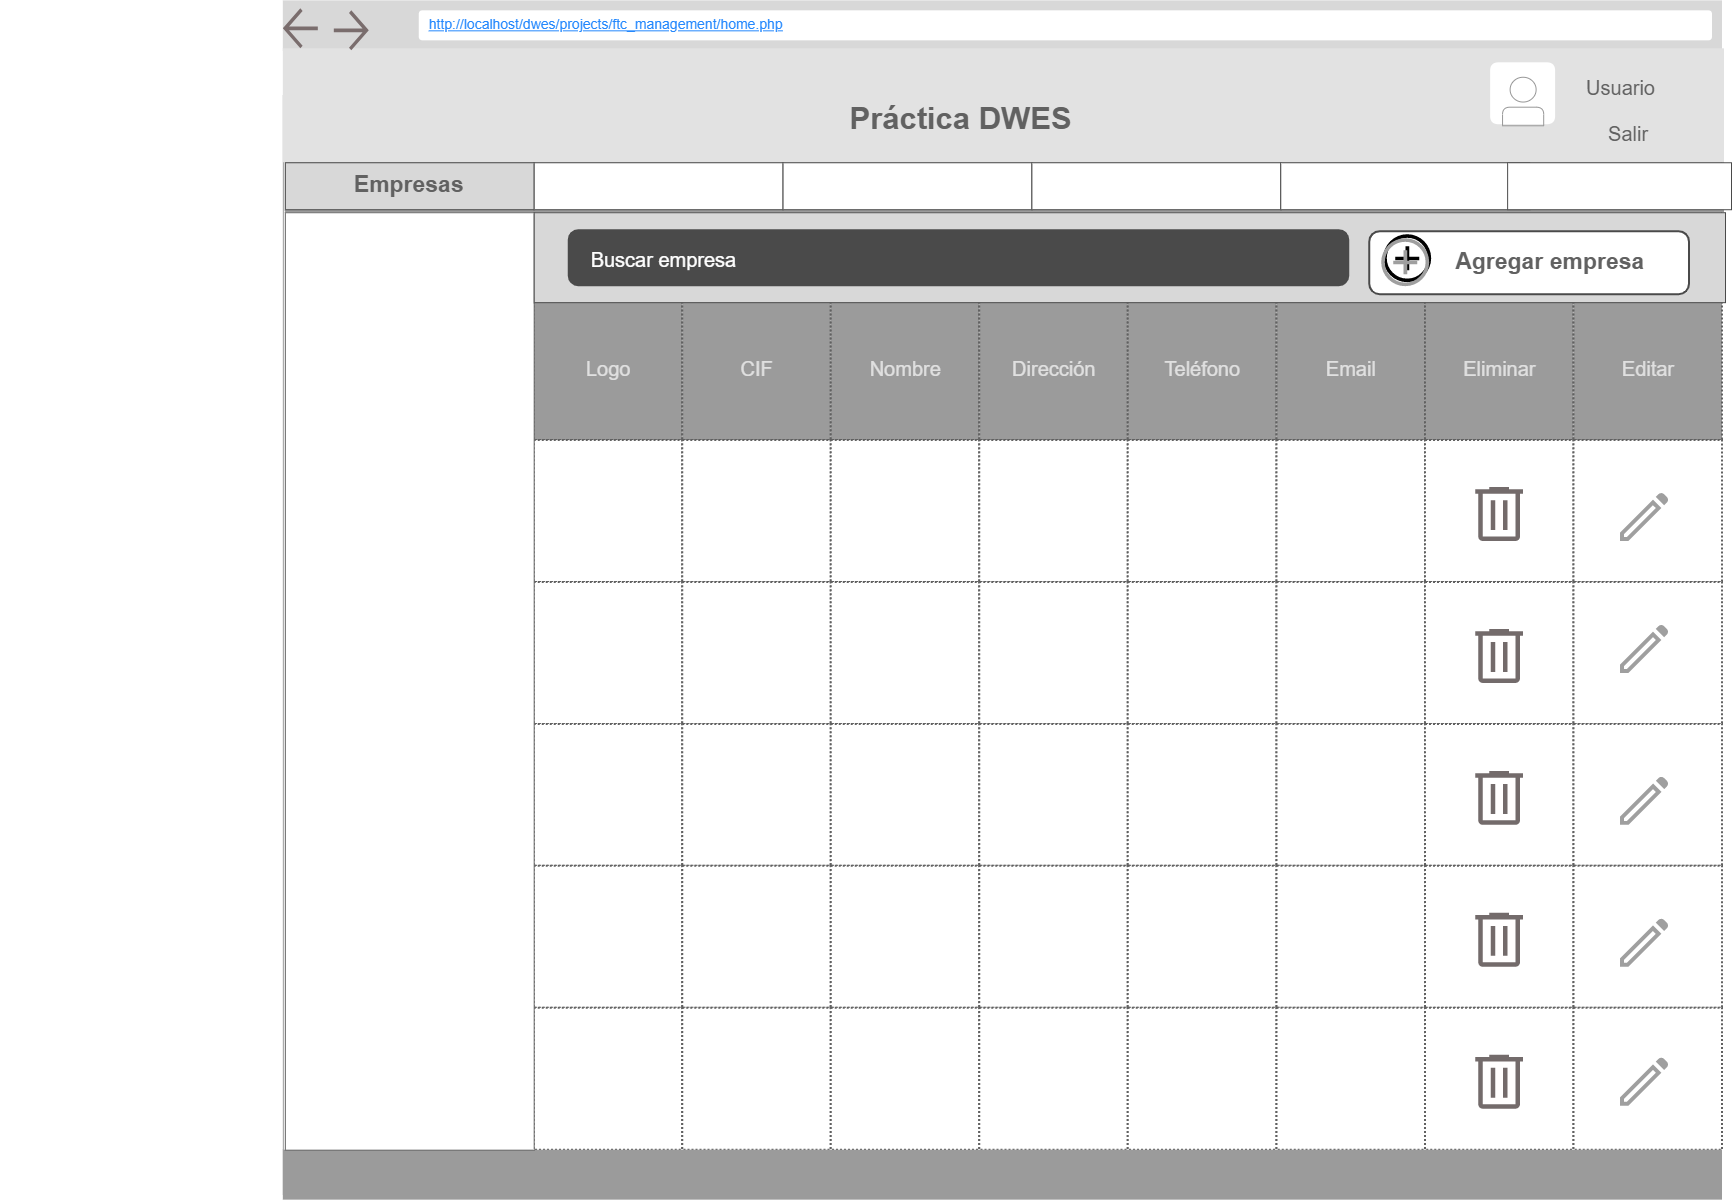 http://localhost/dwes/projects/ftc_management/home.php
Usuario
Práctica DWES
Salir
Empresas
Buscar empresa
Agregar empresa
Logo CIF Nombre Dirección Teléfono Email Eliminar Editar